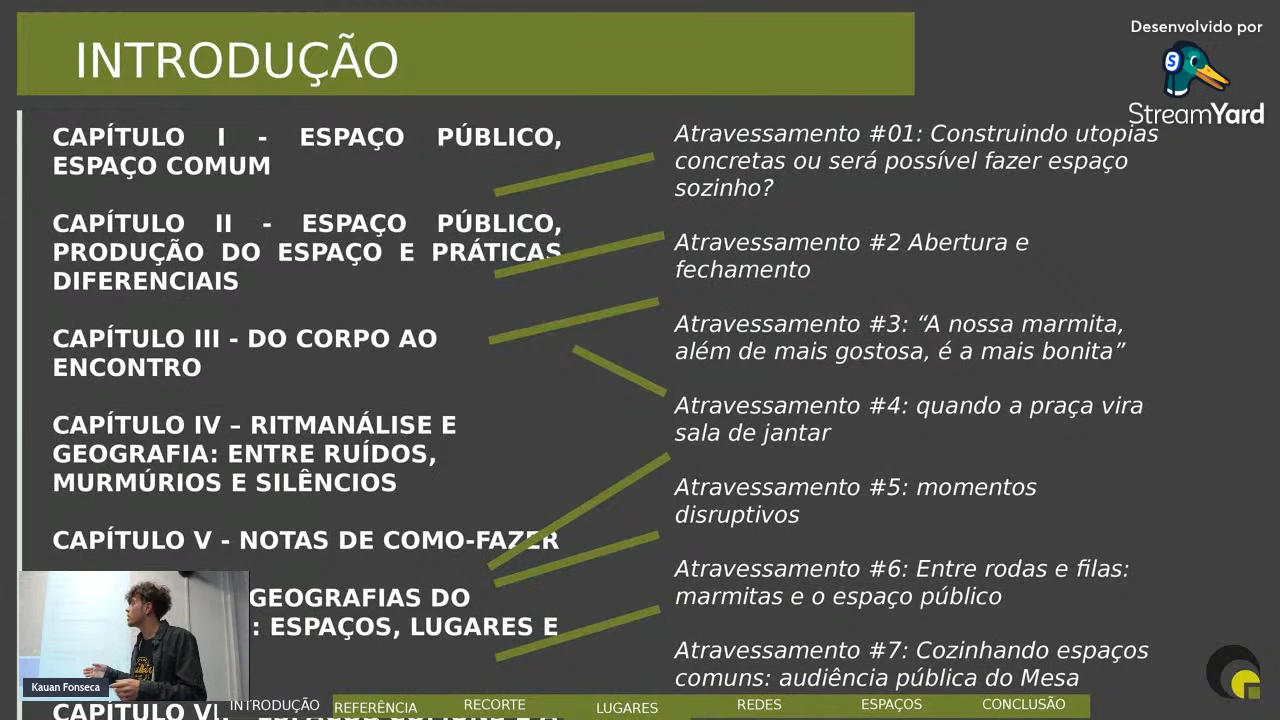 INTRODUÇÃO
Desenvolvido por
StreamYard
CAPÍTULO I - ESPAÇO PÚBLICO,
ESPAÇO COMUM
CAPÍTULO II - ESPAÇO PÚBLICO,
PRODUÇÃO DO ESPAÇO E PRÁTICAS
DIFERENCIAIS
CAPÍTULO III - DO CORPO AO
ENCONTRO
CAPÍTULO IV – RITMANÁLISE E
GEOGRAFIA: ENTRE RUÍDOS,
MURMÚRIOS E SILÊNCIOS
CAPÍTULO V - NOTAS DE COMO-FAZER
GEOGRAFIAS DO
: ESPAÇOS, LUGARES E
Atravessamento #01: Construindo utopias
concretas ou será possível fazer espaço
sozinho?
Atravessamento #2 Abertura e
fechamento
Atravessamento #3: “A nossa marmita,
além de mais gostosa, é a mais bonita”
Atravessamento #4: quando a praça vira
sala de jantar
Atravessamento #5: momentos
disruptivos
Atravessamento #6: Entre rodas e filas:
marmitas e o espaço público
Atravessamento #7: Cozinhando espaços
comuns: audiência pública do Mesa
Kauan Fonseca
INTRODUÇÃO REFERÊNCIA RECORTE LUGARES REDES ESPAÇOS CONCLUSÃO
CAPÍTULO